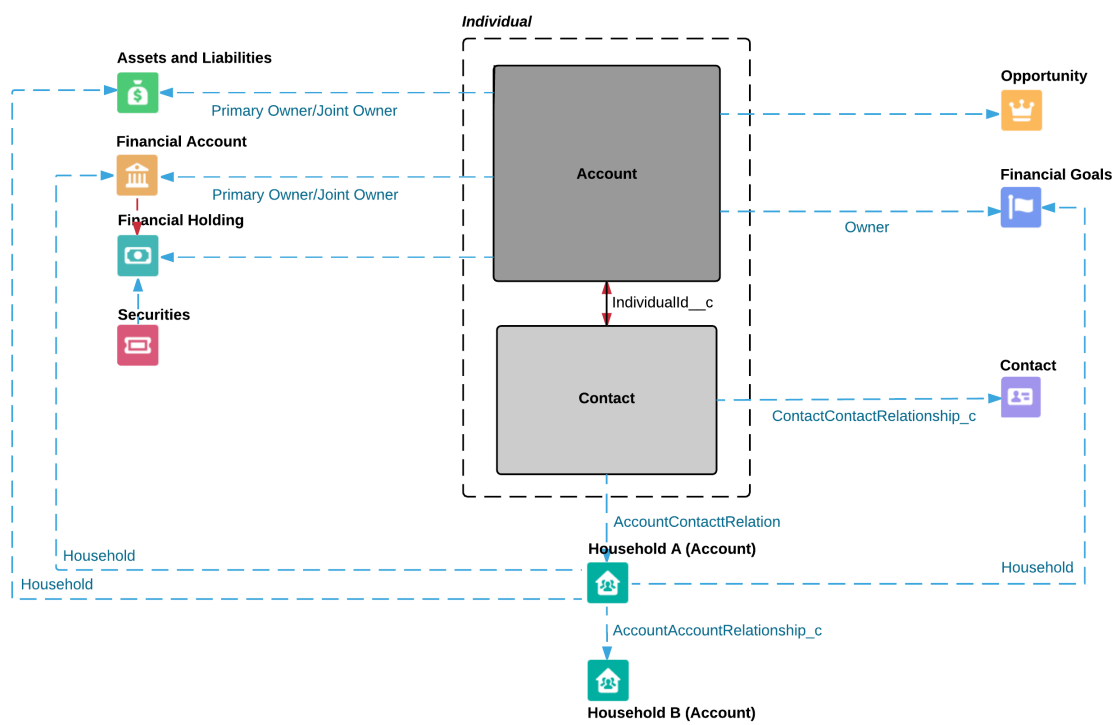 Individual
Assets and Liabilities
Opportunity
Primary Owner/Joint Owner
Financial Account
Account
Financial Goals
Primary Owner/Joint Owner
Financial Holding
Owner
IndividualId__c
Securities
Contact
Contact
ContactContactRelationship_c
AccountContacttRelation
Household A (Account)
Household
Household
Household
AccountAccountRelationship_c
Household B (Account)